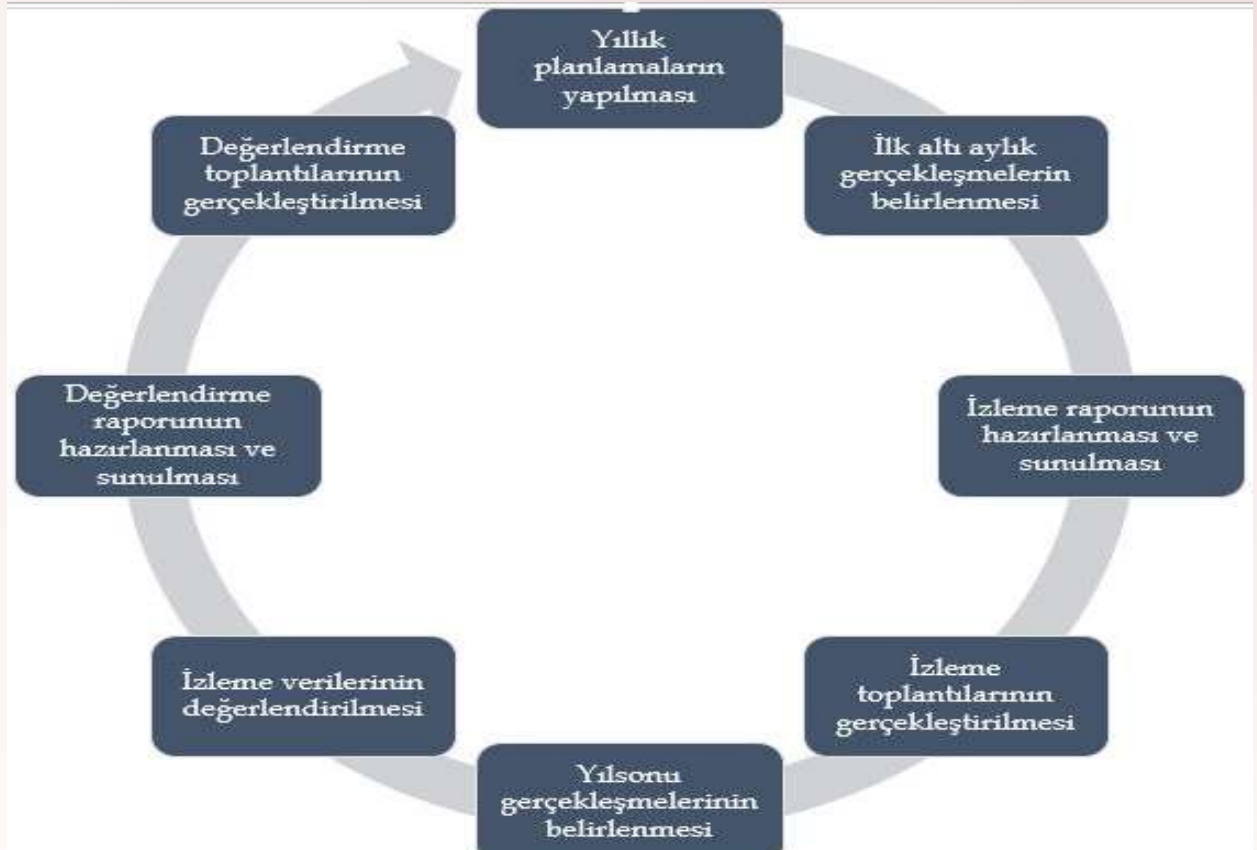 Yıllık
planlamaların
yapılması
İlk altı aylık
gerçekleşmelerin
belirlenmesi
İzleme raporunun
hazırlanması ve
sunulması
İzleme
toplantılarının
gerçekleştirilmesi
Yılsonu
gerçekleşmelerinin
belirlenmesi
İzleme verilerinin
değerlendirilmesi
Değerlendirme
raporunun
hazırlanması ve
sunulması
Değerlendirme
toplantılarının
gerçekleştirilmesi